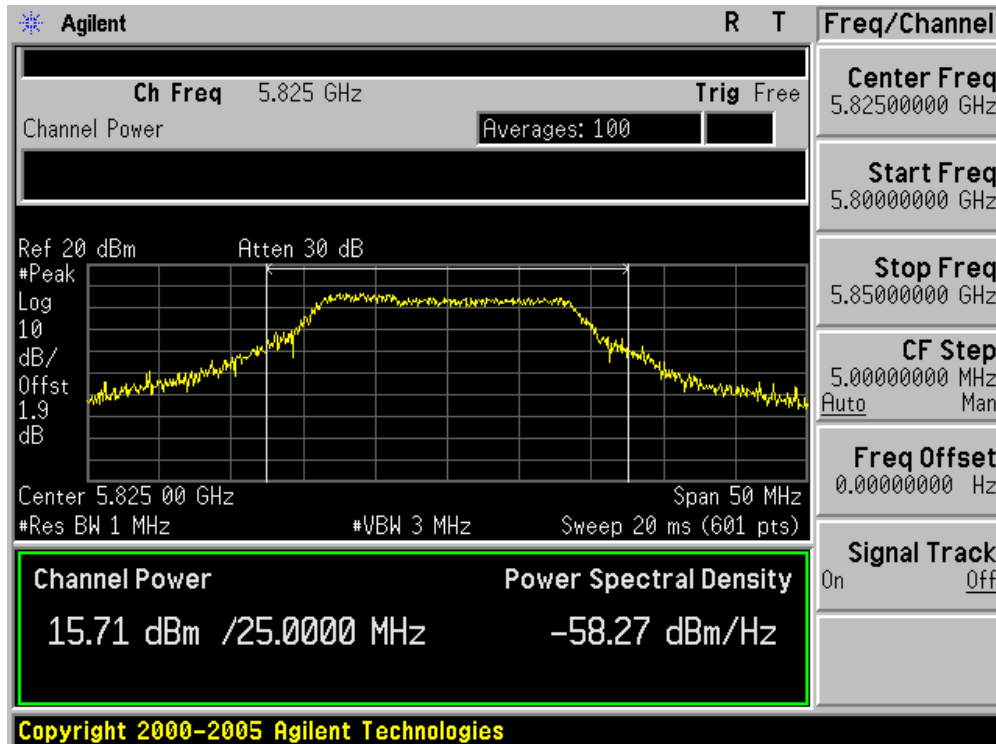 Agilent R T
Ch Freq 5.825 GHz Trig Free
Channel Power Averages: 100
Ref 20 dBm Atten 30 dB
#Peak
Log
10
dB/
Offst
1.9
dB
Center 5.825 00 GHz Span 50 MHz
#Res BW 1 MHz #VBW 3 MHz Sweep 20 ms (601 pts)
Channel Power Power Spectral Density
15.71 dBm /25.0000 MHz -58.27 dBm/Hz
Copyright 2000-2005 Agilent Technologies
Freq/Channel
Center Freq
5.82500000 GHz
Start Freq
5.80000000 GHz
Stop Freq
5.85000000 GHz
CF Step
5.00000000 MHz
Auto Man
Freq Offset
0.00000000 Hz
Signal Track
On Off